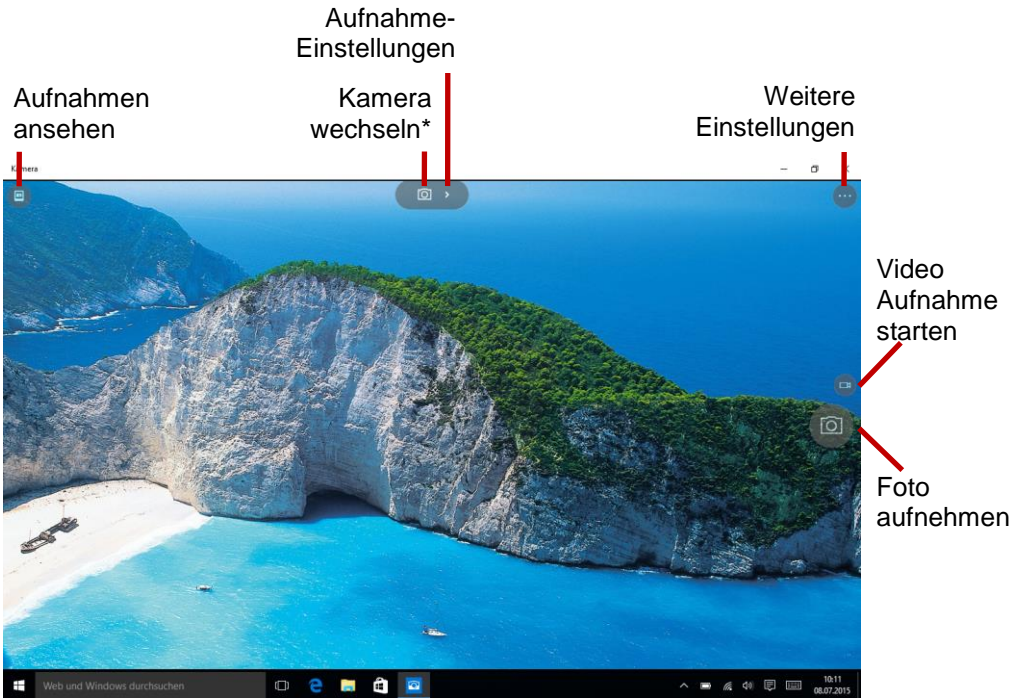 Aufnahme-
Einstellungen
Aufnahmen
ansehen
Kamera
wechseln*
Weitere
Einstellungen
Kamera
Video
Aufnahme
starten
Foto
aufnehmen
Web und Windows durchsuchen
10:11
08.07.2015